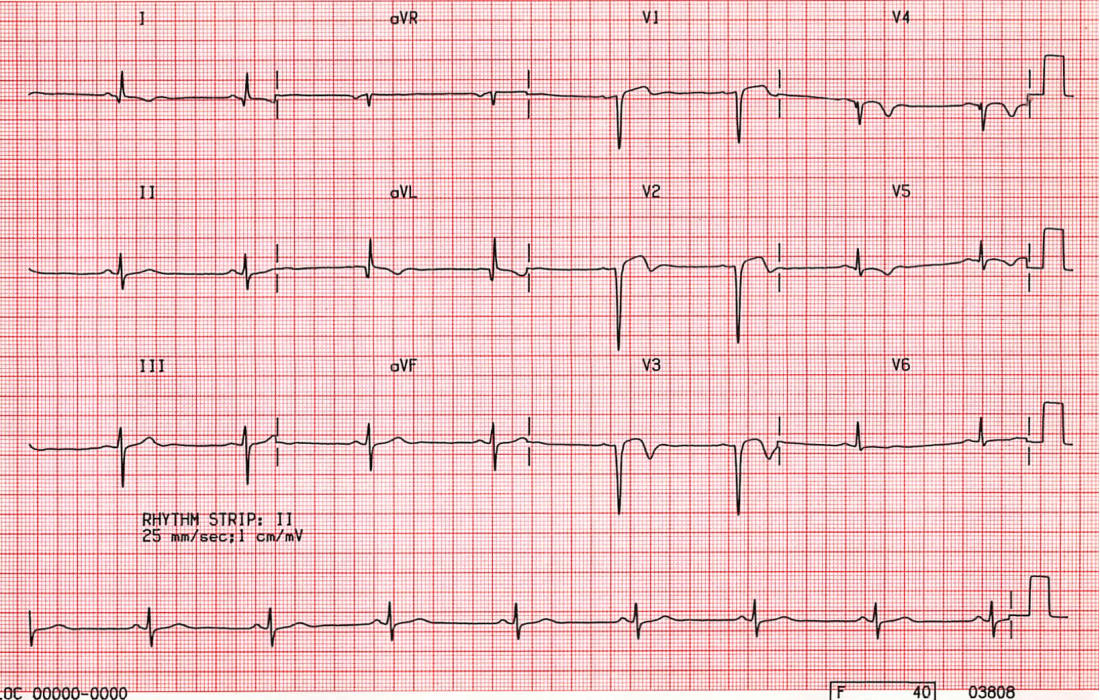 I aVR V1 V4
II aVL V2 V5
III aVF V3 V6
RHYTHM STRIP: II
25 mm/sec;1 cm/mV
LOC 00000-0000 F 40 03808